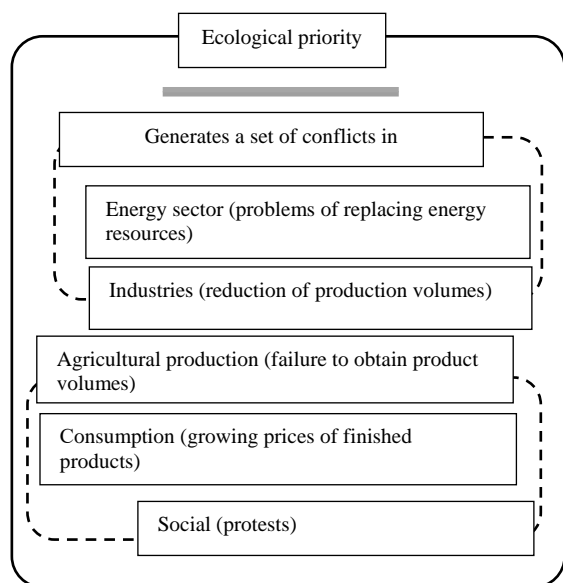 Ecological priority
Generates a set of conflicts in
Energy sector (problems of replacing energy
resources)
Industries (reduction of production volumes)
Agricultural production (failure to obtain product
volumes)
Consumption (growing prices of finished
products)
Social (protests)